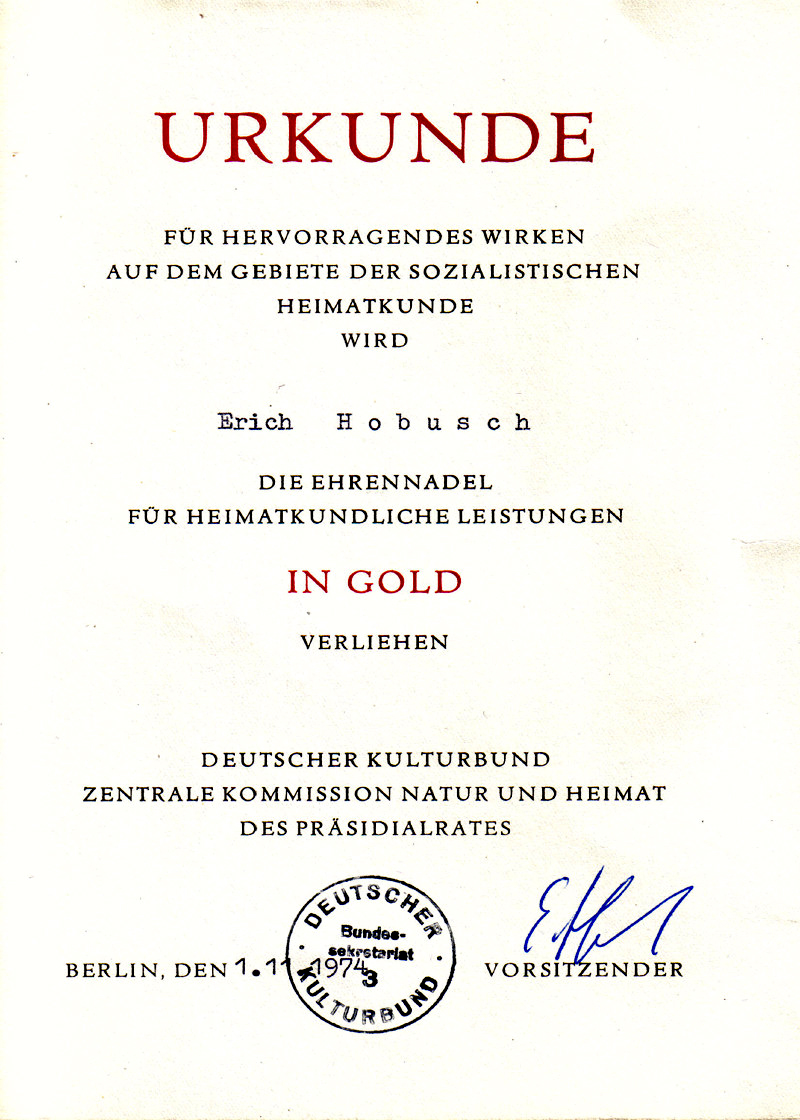 URKUNDE
FÜR HERVORRAGENDES WIRKEN
AUF DEM GEBIETE DER SOZIALISTISCHEN
HEIMATKUNDE
WIRD
Erich Hobusch
DIE EHRENNADEL
FÜR HEIMATKUNDLICHE LEISTUNGEN
IN GOLD
VERLIEHEN
DEUTSCHER KULTURBUND
ZENTRALE KOMMISSION NATUR UND HEIMAT
DES PRÄSIDIALRATES
DEUTSCHER
Bundes-
sekretariat
3
KULTURBUND
BERLIN, DEN 1.11.1974
VORSITZENDER